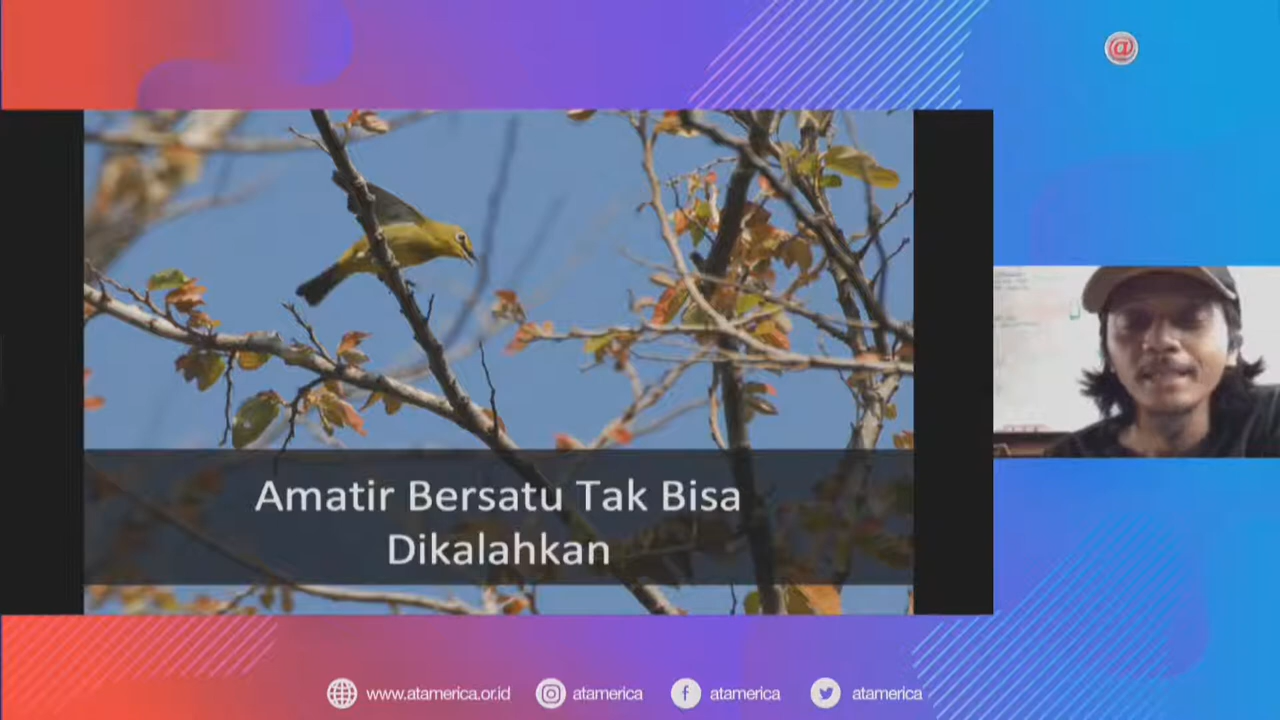 @
Amatir Bersatu Tak Bisa
Dikalahkan
www.atamerica.or.id
atamerica
atamerica
atamerica